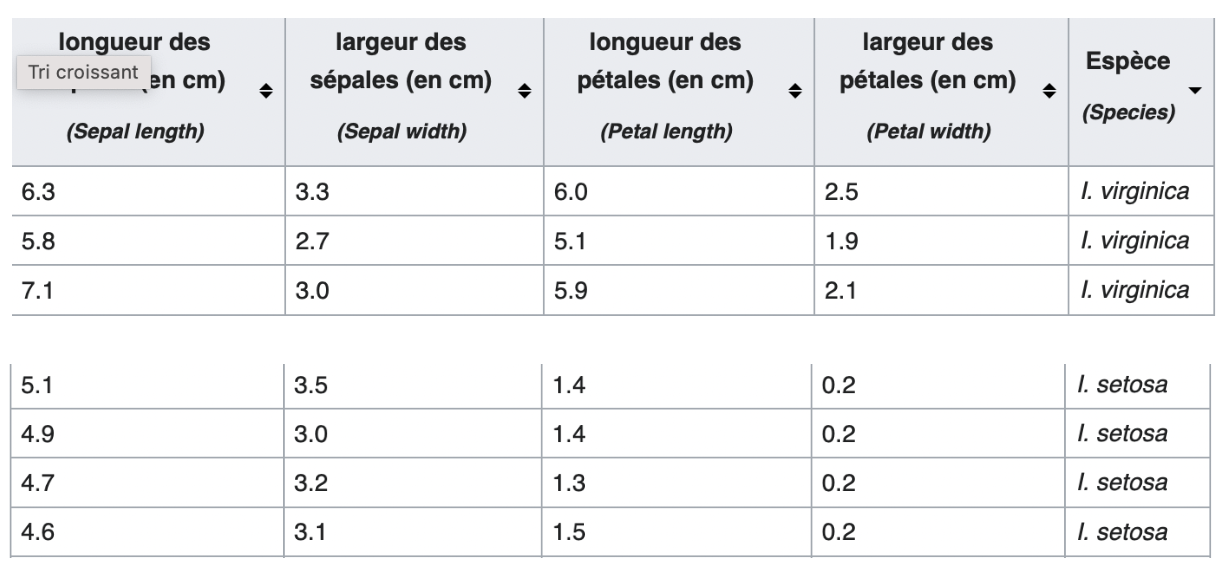 longueur des largeur des longueur des largeur des Espèce
Tri croissant (en cm) sépales (en cm) pétales (en cm) pétales (en cm)
(Sepal length) (Sepal width) (Petal length) (Petal width) (Species)
6.3 3.3 6.0 2.5 I. virginica
5.8 2.7 5.1 1.9 I. virginica
7.1 3.0 5.9 2.1 I. virginica
5.1 3.5 1.4 0.2 I. setosa
4.9 3.0 1.4 0.2 I. setosa
4.7 3.2 1.3 0.2 I. setosa
4.6 3.1 1.5 0.2 I. setosa